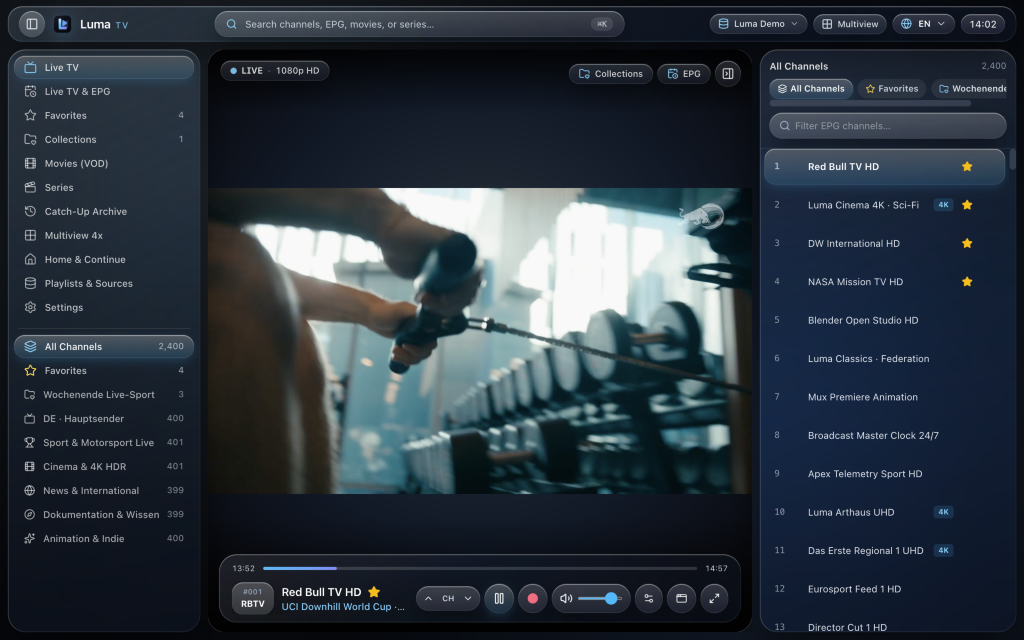 Luma TV
Search channels, EPG, movies, or series...
⌘K
Luma Demo
Multiview
EN
14:02
Live TV
Live TV & EPG
Favorites 4
Collections 1
Movies (VOD)
Series
Catch-Up Archive
Multiview 4x
Home & Continue
Playlists & Sources
Settings
All Channels 2,400
Favorites 4
Wochenende Live-Sport 3
DE · Hauptsender 400
Sport & Motorsport Live 401
Cinema & 4K HDR 401
News & International 399
Dokumentation & Wissen 399
Animation & Indie 400
LIVE · 1080p HD
Collections
EPG
13:52
14:57
#001
RBTV
Red Bull TV HD
UCI Downhill World Cup ·...
CH
All Channels 2,400
All Channels
Favorites
Wochenende
Filter EPG channels...
1 Red Bull TV HD
2 Luma Cinema 4K · Sci-Fi 4K
3 DW International HD
4 NASA Mission TV HD
5 Blender Open Studio HD
6 Luma Classics · Federation
7 Mux Premiere Animation
8 Broadcast Master Clock 24/7
9 Apex Telemetry Sport HD
10 Luma Arthaus UHD 4K
11 Das Erste Regional 1 UHD 4K
12 Eurosport Feed 1 HD
13 Director Cut 1 HD